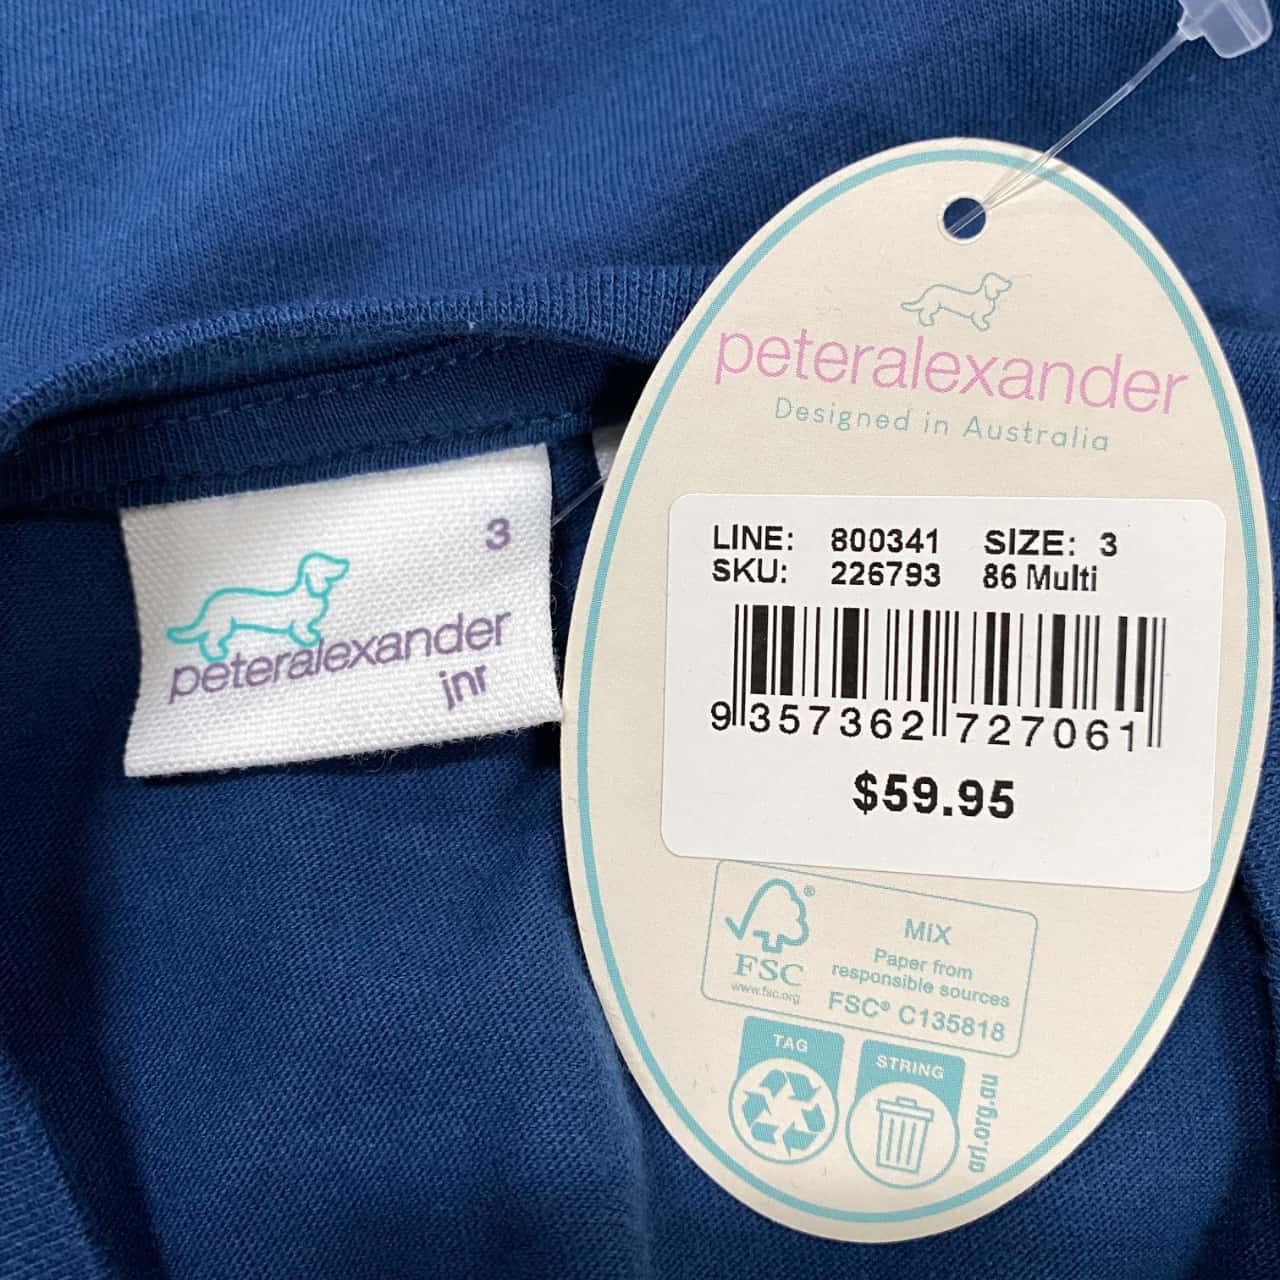 3
peteralexander
jnr
peteralexander
Designed in Australia
LINE: 800341 SIZE: 3
SKU: 226793 86 Multi
9 357362 727061
$59.95
FSC
www.fsc.org
MIX
Paper from
responsible sources
FSC® C135818
TAG
STRING
arl.org.au